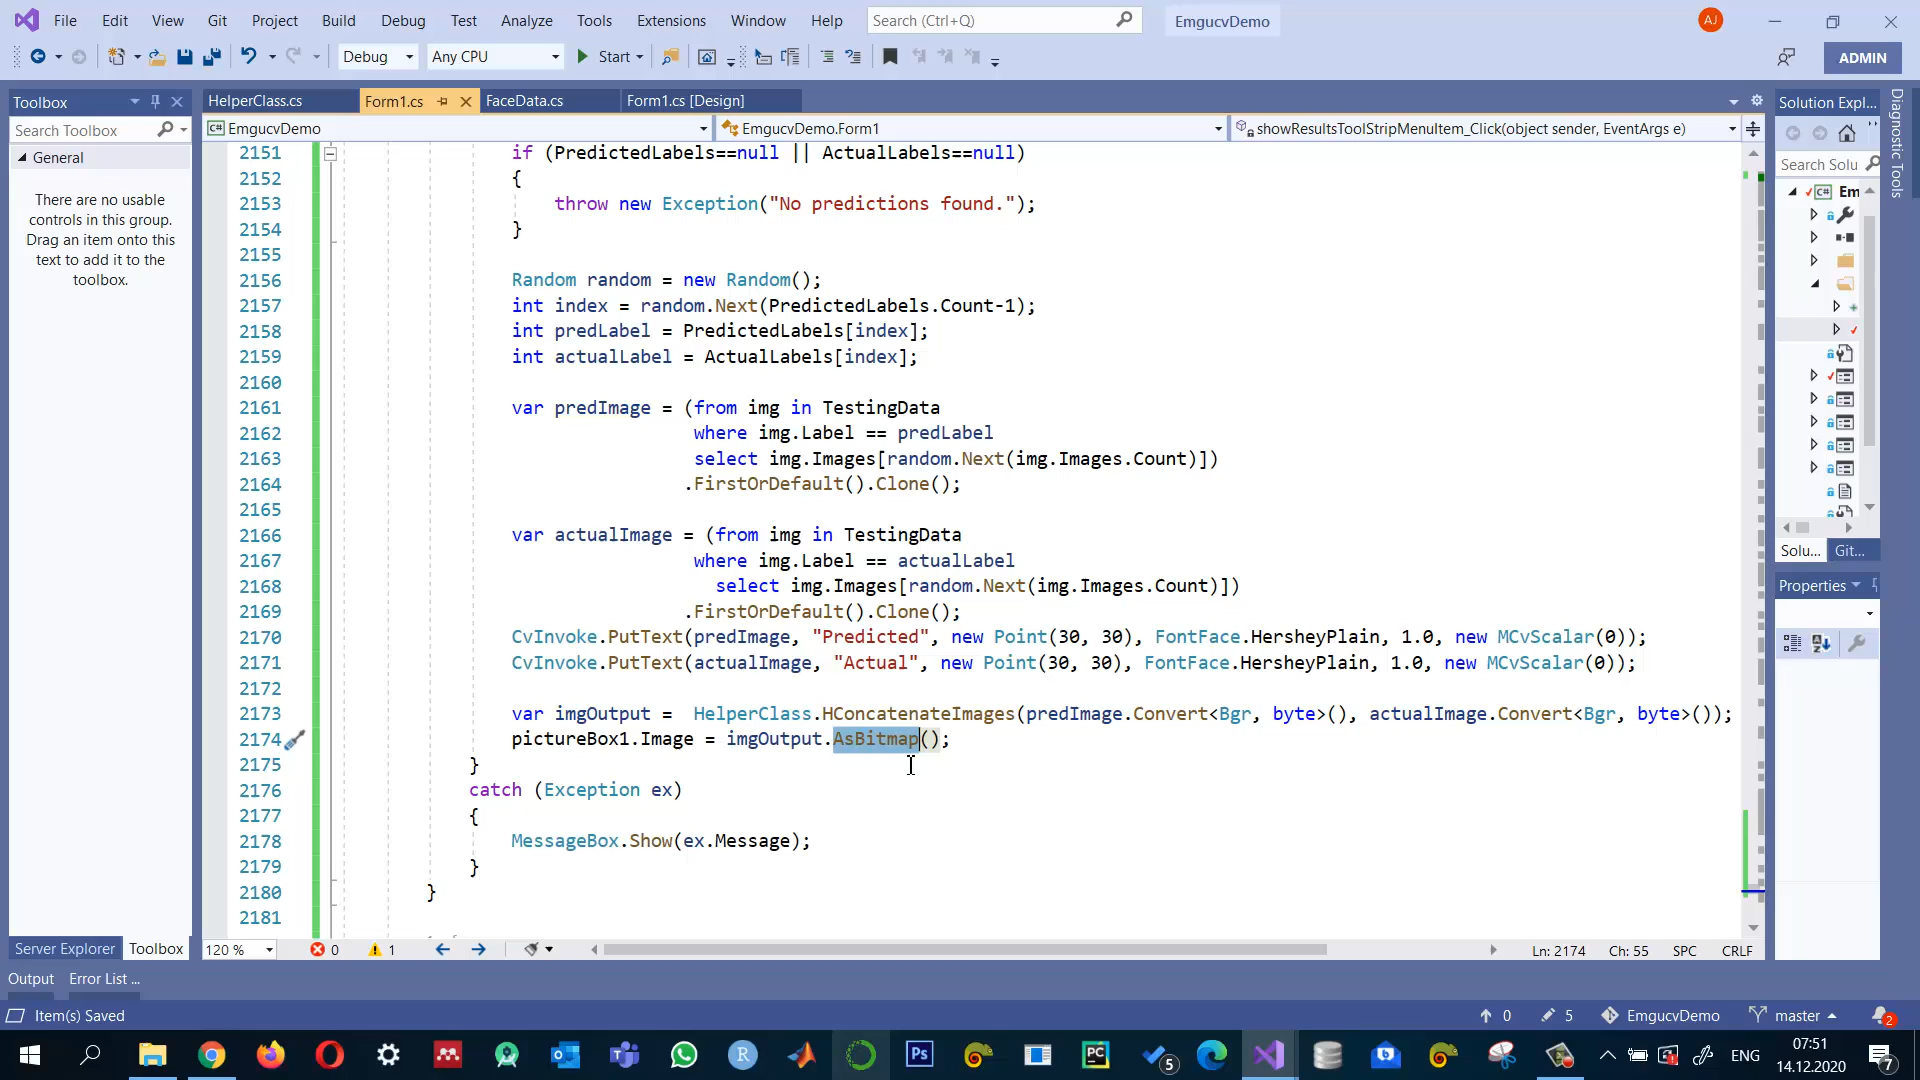 File Edit View Git Project Build Debug Test Analyze Tools Extensions Window Help Search (Ctrl+Q) EmgucvDemo AJ
Debug Any CPU Start ADMIN
Toolbox HelperClass.cs Form1.cs FaceData.cs Form1.cs [Design] Solution Expl...
Search Toolbox C# EmgucvDemo EmgucvDemo.Form1 showResultsToolStripMenuItem_Click(object sender, EventArgs e)
General
There are no usable
controls in this group.
Drag an item onto this
text to add it to the
toolbox.
Search Solu
Em
Diagnostic Tools
2151 if (PredictedLabels==null || ActualLabels==null)
2152 {
2153 throw new Exception("No predictions found.");
2154 }
2155
2156 Random random = new Random();
2157 int index = random.Next(PredictedLabels.Count-1);
2158 int predLabel = PredictedLabels[index];
2159 int actualLabel = ActualLabels[index];
2160
2161 var predImage = (from img in TestingData
2162 where img.Label == predLabel
2163 select img.Images[random.Next(img.Images.Count)])
2164 .FirstOrDefault().Clone();
2165
2166 var actualImage = (from img in TestingData
2167 where img.Label == actualLabel
2168 select img.Images[random.Next(img.Images.Count)])
2169 .FirstOrDefault().Clone();
2170 CvInvoke.PutText(predImage, "Predicted", new Point(30, 30), FontFace.HersheyPlain, 1.0, new MCvScalar(0));
2171 CvInvoke.PutText(actualImage, "Actual", new Point(30, 30), FontFace.HersheyPlain, 1.0, new MCvScalar(0));
2172
2173 var imgOutput = HelperClass.HConcatenateImages(predImage.Convert<Bgr, byte>(), actualImage.Convert<Bgr, byte>());
2174 pictureBox1.Image = imgOutput.AsBitmap();
2175 }
2176 catch (Exception ex)
2177 {
2178 MessageBox.Show(ex.Message);
2179 }
2180 }
2181
Solu... Git...
Properties
Server Explorer Toolbox 120 % 0 1 Ln: 2174 Ch: 55 SPC CRLF
Output Error List ...
Item(s) Saved 0 5 EmgucvDemo master 2
R Ps PC 5 ENG 07:51
14.12.2020 7